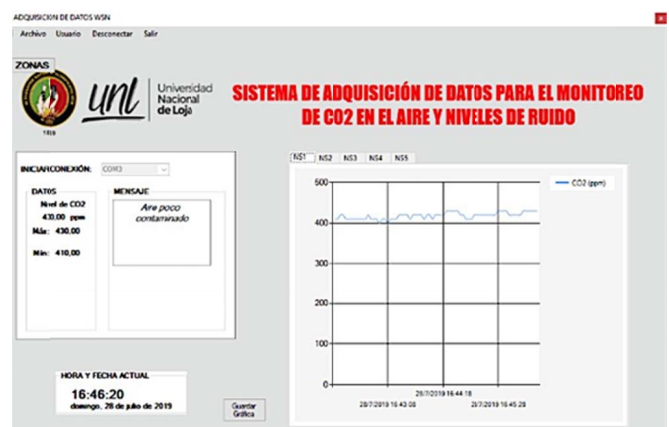 ADQUISICIÓN DE DATOS WSN
Archivo Usuario Desconectar Salir
ZONAS
1859
unl
Universidad
Nacional
de Loja
SISTEMA DE ADQUISICIÓN DE DATOS PARA EL MONITOREO
DE CO2 EN EL AIRE Y NIVELES DE RUIDO
INICIAR CONEXIÓN: COM3
DATOS
Nivel de CO2
430,00 ppm
Máx: 430,00
Min: 410,00
MENSAJE
Aire poco
contaminado
HORA Y FECHA ACTUAL
16:46:20
domingo, 28 de julio de 2019
Guardar
Gráfica
NS1 NS2 NS3 NS4 NS5
500
400
300
200
100
0
CO2 (ppm)
28/7/2019 16:44:18
28/7/2019 16:43:08
28/7/2019 16:45:28